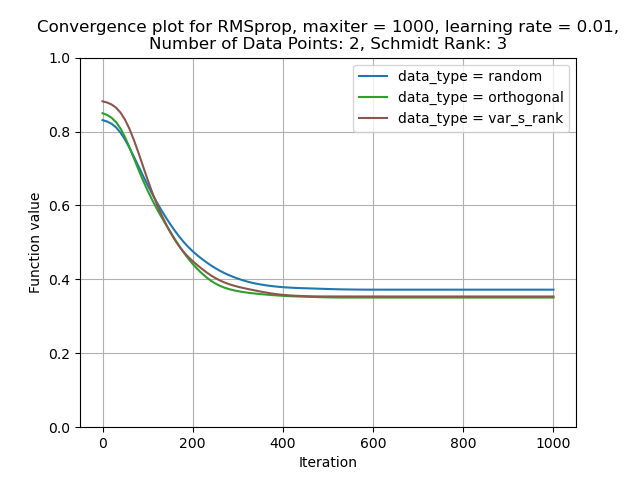 Convergence plot for RMSprop, maxiter = 1000, learning rate = 0.01,
Number of Data Points: 2, Schmidt Rank: 3
data_type = random
data_type = orthogonal
data_type = var_s_rank
Function value
1.0
0.8
0.6
0.4
0.2
0.0
0 200 400 600 800 1000
Iteration